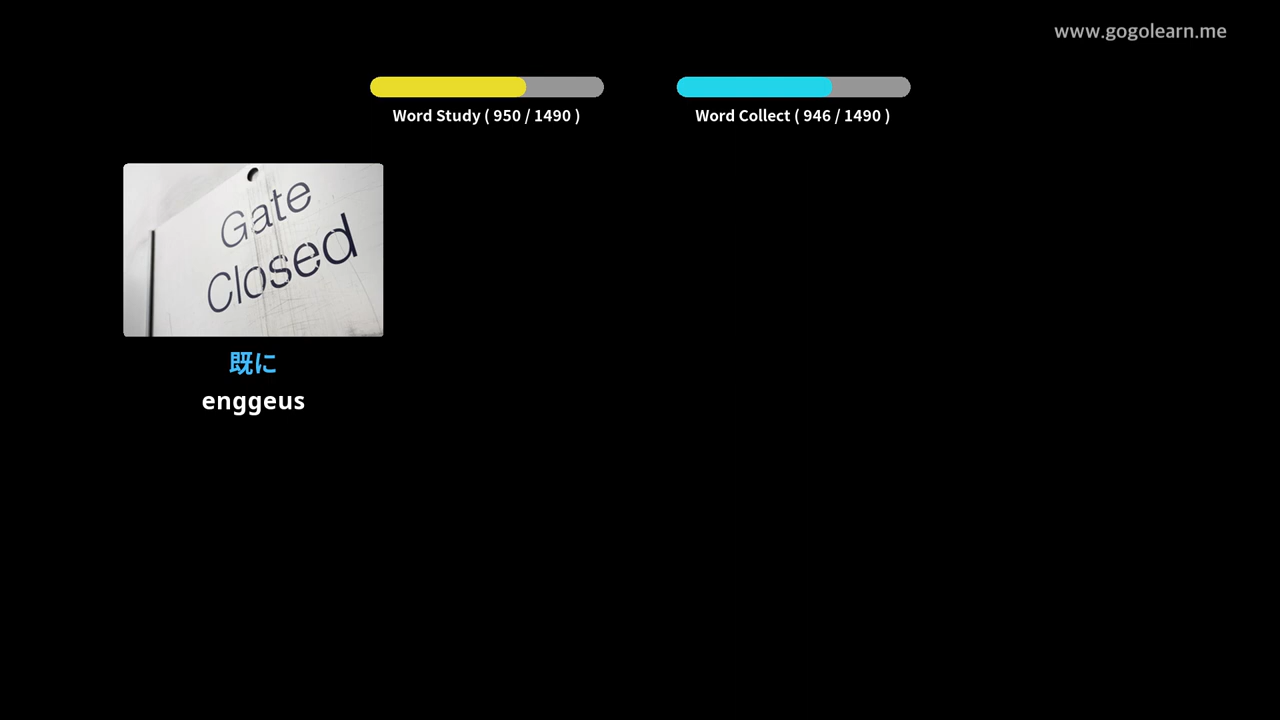 www.gogolearn.me
Word Study ( 950 / 1490 )
Word Collect ( 946 / 1490 )
Gate
Closed
既に
enggeus